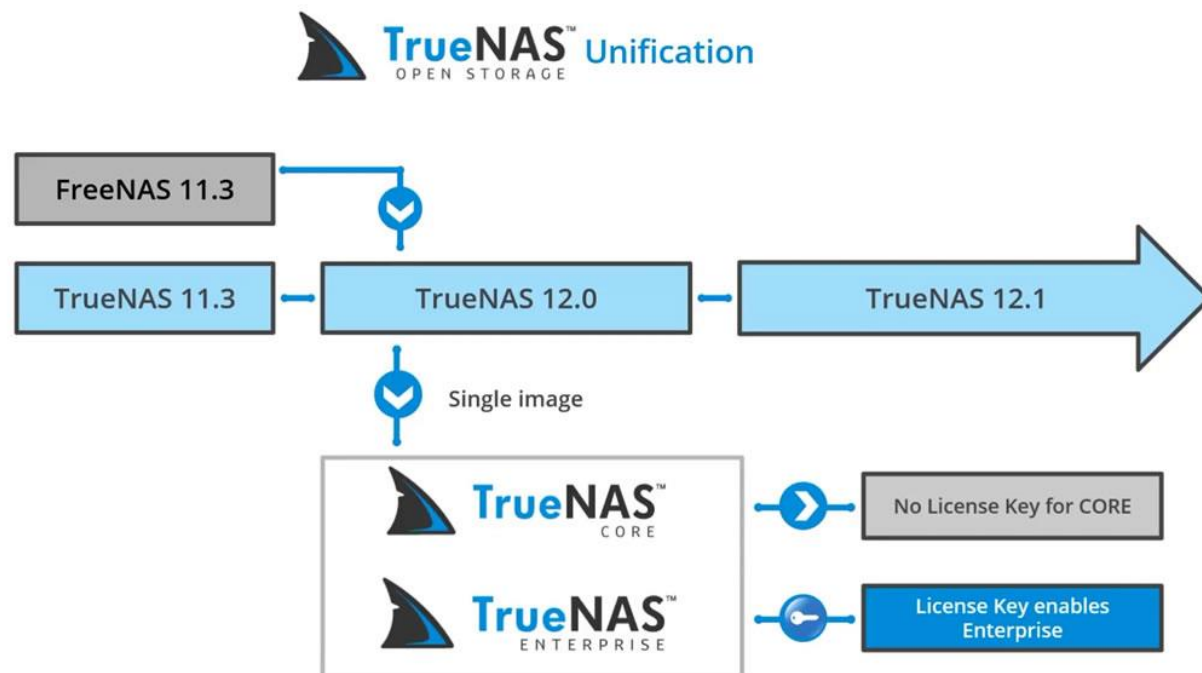 TrueNAS™ Unification
OPEN STORAGE
FreeNAS 11.3
TrueNAS 11.3
TrueNAS 12.0
TrueNAS 12.1
Single image
TrueNAS™
CORE
No License Key for CORE
TrueNAS™
ENTERPRISE
License Key enables
Enterprise